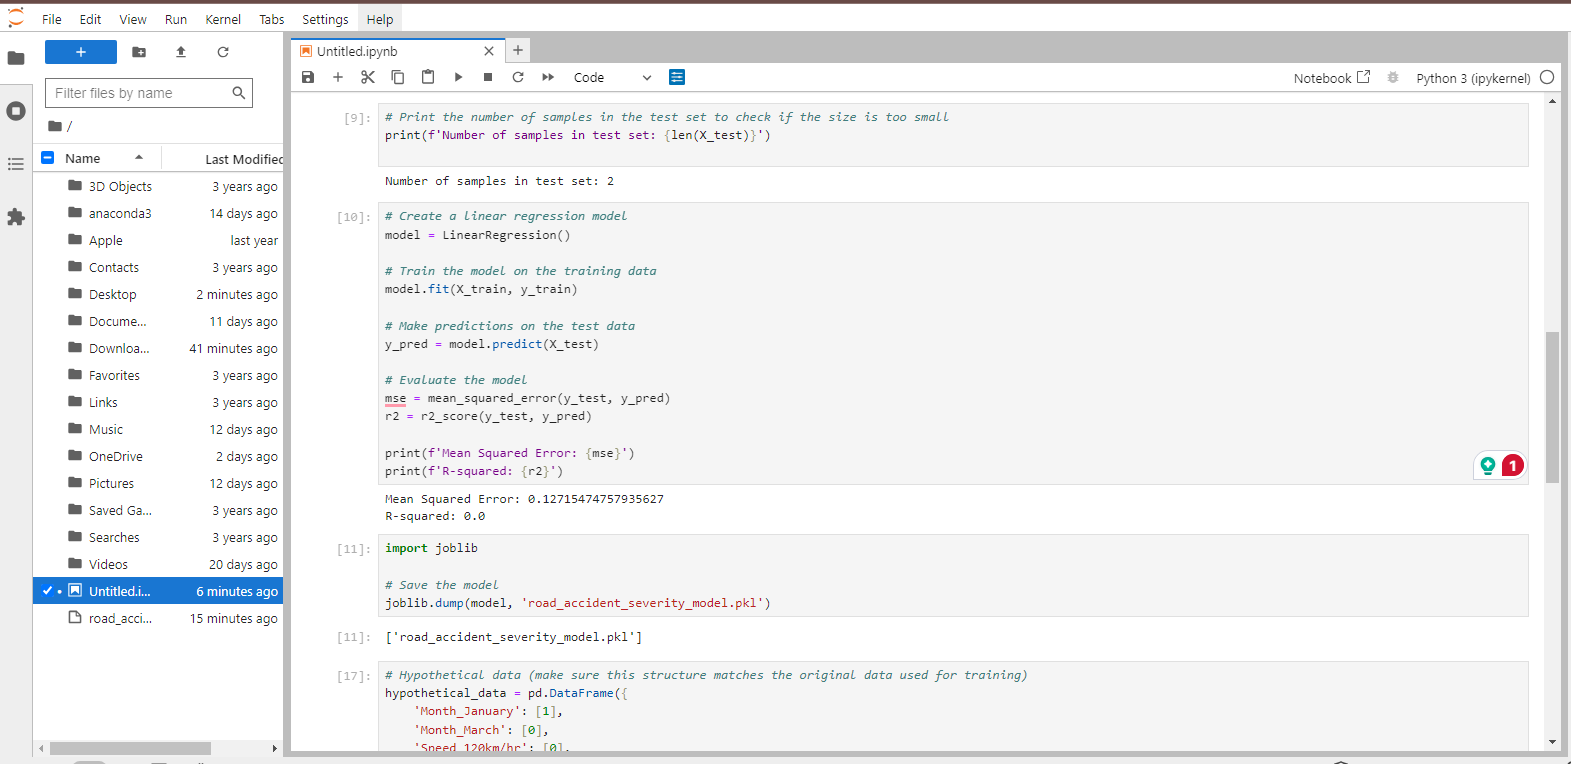 File Edit View Run Kernel Tabs Settings Help
Filter files by name
/
Name Last Modified
3D Objects 3 years ago
anaconda3 14 days ago
Apple last year
Contacts 3 years ago
Desktop 2 minutes ago
Docume... 11 days ago
Downloa... 41 minutes ago
Favorites 3 years ago
Links 3 years ago
Music 12 days ago
OneDrive 2 days ago
Pictures 12 days ago
Saved Ga... 3 years ago
Searches 3 years ago
Videos 20 days ago
Untitled.i... 6 minutes ago
road_acci... 15 minutes ago
Untitled.ipynb
Code Notebook Python 3 (ipykernel)
[9]: # Print the number of samples in the test set to check if the size is too small
print(f'Number of samples in test set: {len(X_test)}')
Number of samples in test set: 2
[10]: # Create a linear regression model
model = LinearRegression()
# Train the model on the training data
model.fit(X_train, y_train)
# Make predictions on the test data
y_pred = model.predict(X_test)
# Evaluate the model
mse = mean_squared_error(y_test, y_pred)
r2 = r2_score(y_test, y_pred)
print(f'Mean Squared Error: {mse}')
print(f'R-squared: {r2}')
1
Mean Squared Error: 0.12715474757935627
R-squared: 0.0
[11]: import joblib
# Save the model
joblib.dump(model, 'road_accident_severity_model.pkl')
[11]: ['road_accident_severity_model.pkl']
[17]: # Hypothetical data (make sure this structure matches the original data used for training)
hypothetical_data = pd.DataFrame({
'Month_January': [1],
'Month_March': [0],
'Speed_120km/hr': [0],